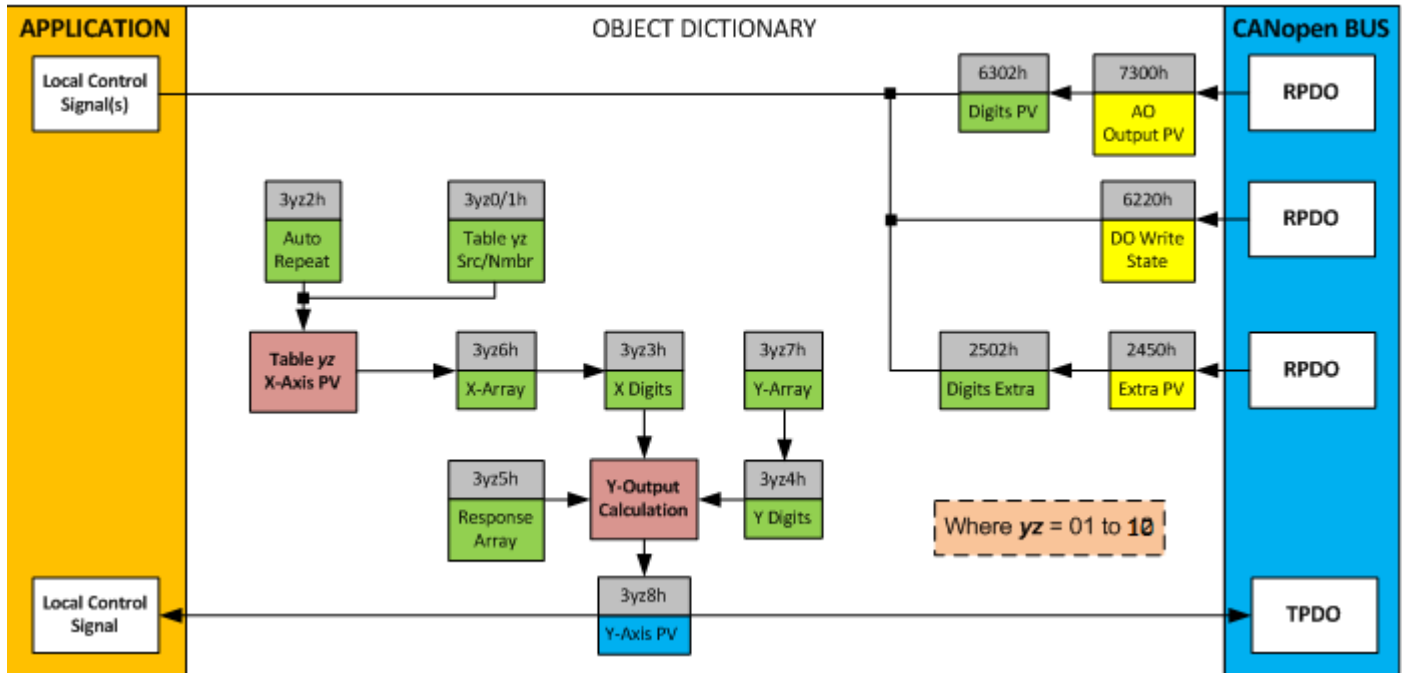 APPLICATION
OBJECT DICTIONARY
CANopen BUS
Local Control
Signal(s)
6302h
Digits PV
7300h
AO
Output PV
RPDO
3yz2h
Auto
Repeat
3yz0/1h
Table yz
Src/Nmbr
6220h
DO Write
State
RPDO
Table yz
X-Axis PV
3yz6h
X-Array
3yz3h
X Digits
3yz7h
Y-Array
2502h
Digits Extra
2450h
Extra PV
RPDO
3yz5h
Response
Array
Y-Output
Calculation
3yz4h
Y Digits
Where yz = 01 to
Local Control
Signal
3yz8h
Y-Axis PV
TPDO